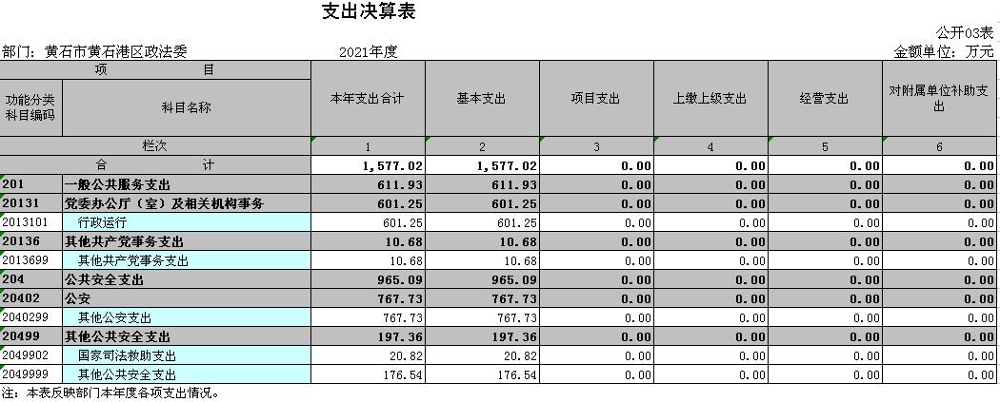 支出决算表
公开03表
部门：黄石市黄石港区政法委 2021年度 金额单位：万元
项 目 本年支出合计 基本支出 项目支出 上缴上级支出 经营支出 对附属单位补助支出
功能分类科目编码 科目名称
栏次 1 2 3 4 5 6
合 计 1,577.02 1,577.02 0.00 0.00 0.00 0.00
201 一般公共服务支出 611.93 611.93 0.00 0.00 0.00 0.00
20131 党委办公厅（室）及相关机构事务 601.25 601.25 0.00 0.00 0.00 0.00
2013101 行政运行 601.25 601.25 0.00 0.00 0.00 0.00
20136 其他共产党事务支出 10.68 10.68 0.00 0.00 0.00 0.00
2013699 其他共产党事务支出 10.68 10.68 0.00 0.00 0.00 0.00
204 公共安全支出 965.09 965.09 0.00 0.00 0.00 0.00
20402 公安 767.73 767.73 0.00 0.00 0.00 0.00
2040299 其他公安支出 767.73 767.73 0.00 0.00 0.00 0.00
20499 其他公共安全支出 197.36 197.36 0.00 0.00 0.00 0.00
2049902 国家司法救助支出 20.82 20.82 0.00 0.00 0.00 0.00
2049999 其他公共安全支出 176.54 176.54 0.00 0.00 0.00 0.00
注：本表反映部门本年度各项支出情况。